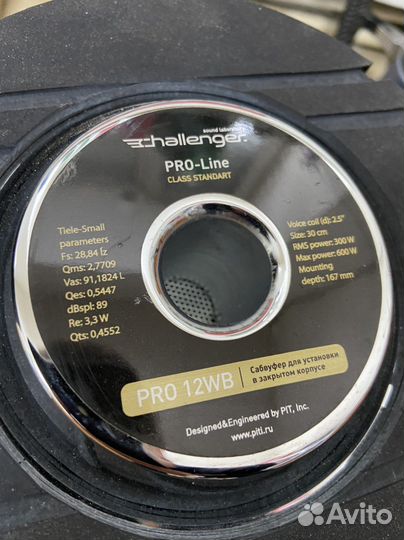 sound laboratory
challenger
PRO-Line
CLASS STANDART
Tiele-Small
parameters
Fs: 28,84 Íz
Qms: 2,7709
Vas: 91,1824 L
Qes: 0,5447
dBspl: 89
Re: 3,3 W
Qts: 0,4552
Voice coil (d): 2.5"
Size: 30 cm
RMS power: 300 W
Max power: 600 W
Mounting
depth: 167 mm
PRO 12WB
Сабвуфер для установки
в закрытом корпусе
Designed&Engineered by PIT, Inc.
www.pitl.ru
Avito